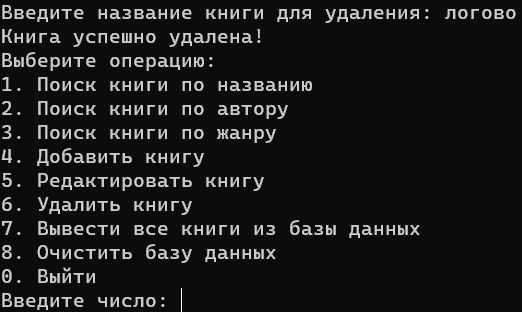 Введите название книги для удаления: логово
Книга успешно удалена!
Выберите операцию:
1. Поиск книги по названию
2. Поиск книги по автору
3. Поиск книги по жанру
4. Добавить книгу
5. Редактировать книгу
6. Удалить книгу
7. Вывести все книги из базы данных
8. Очистить базу данных
0. Выйти
Введите число: